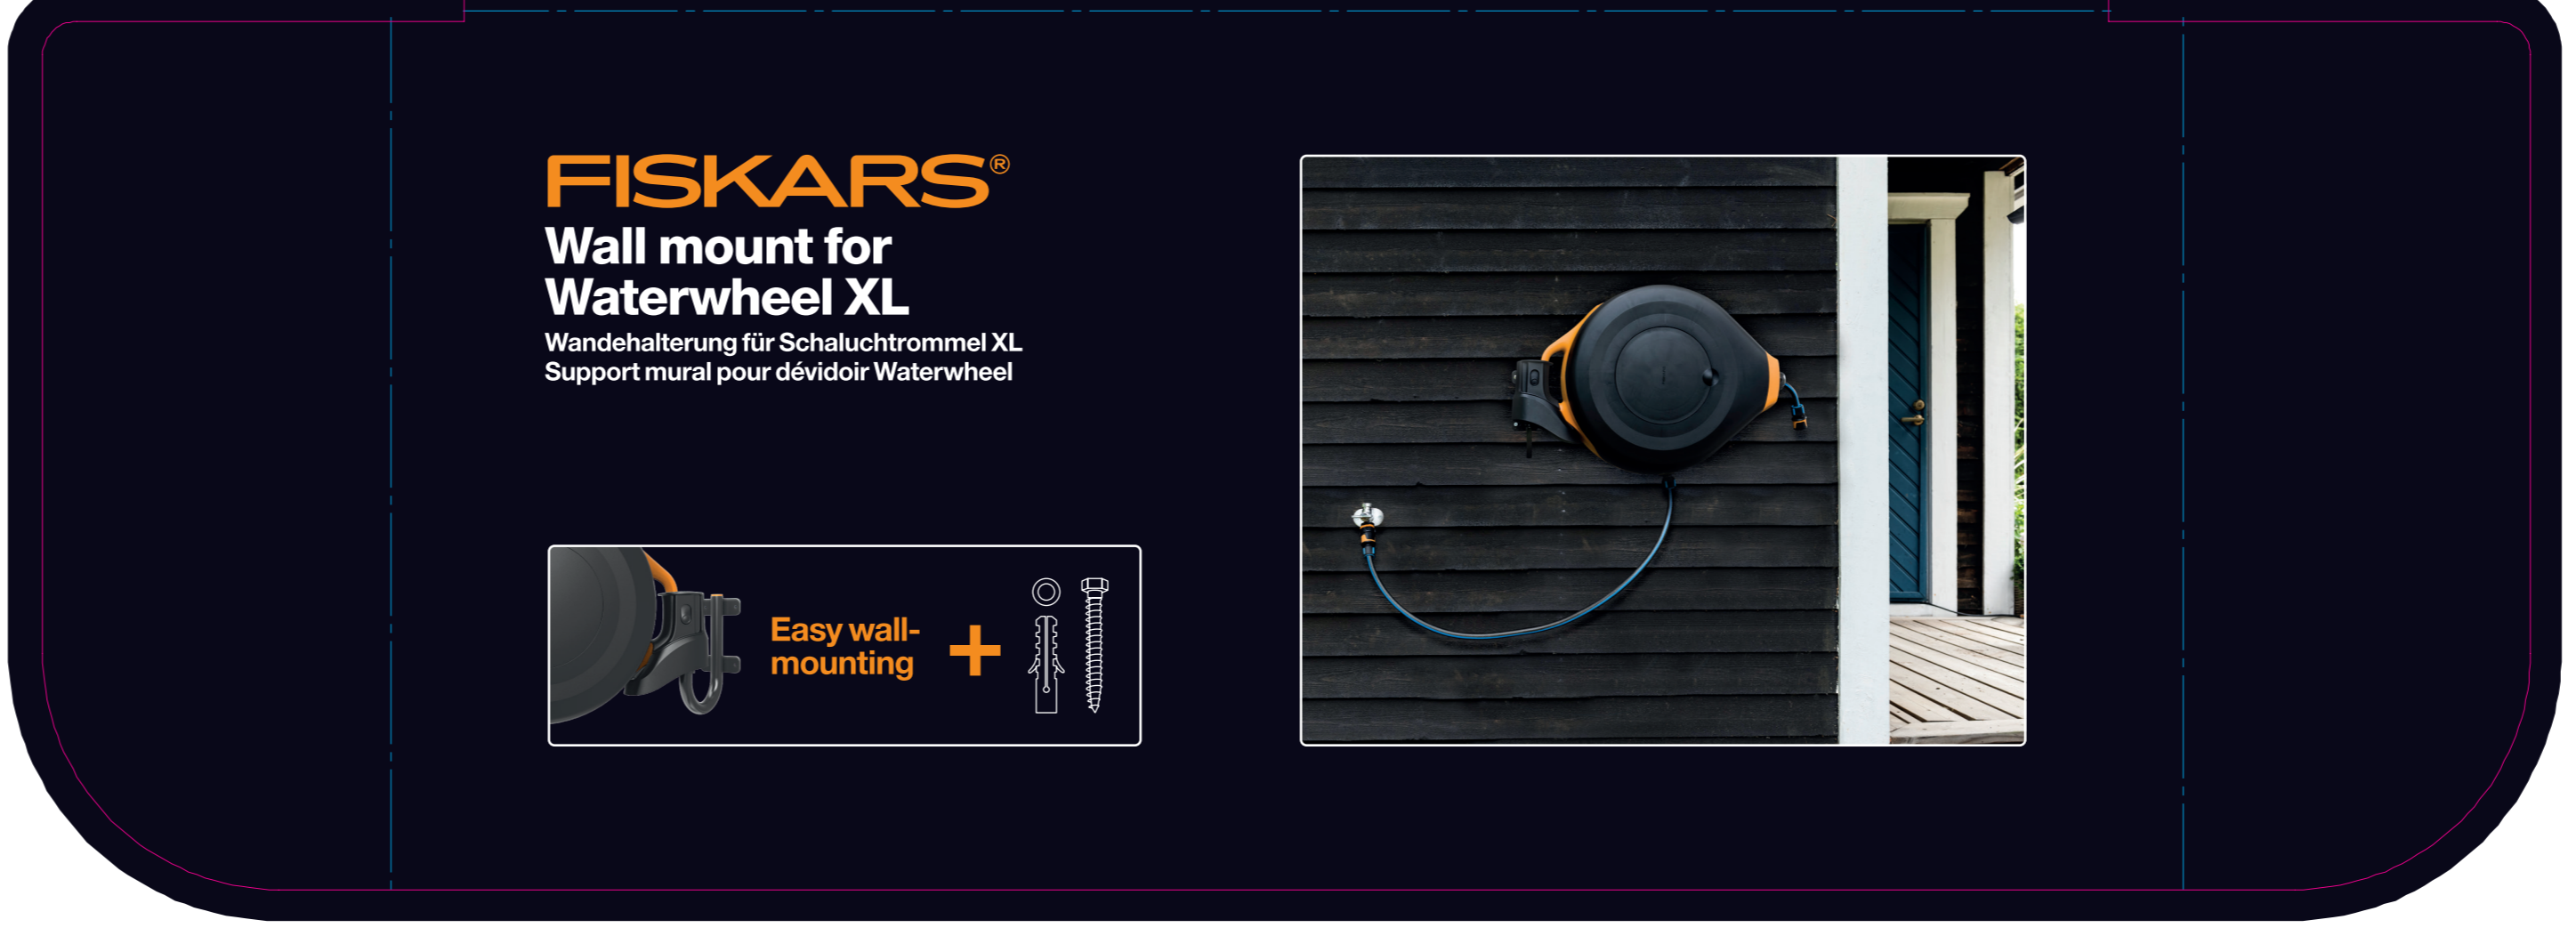 FISKARS®
Wall mount for
Waterwheel XL
Wandehalterung für Schaluchtrommel XL
Support mural pour dévidoir Waterwheel
Easy wall-
mounting
+